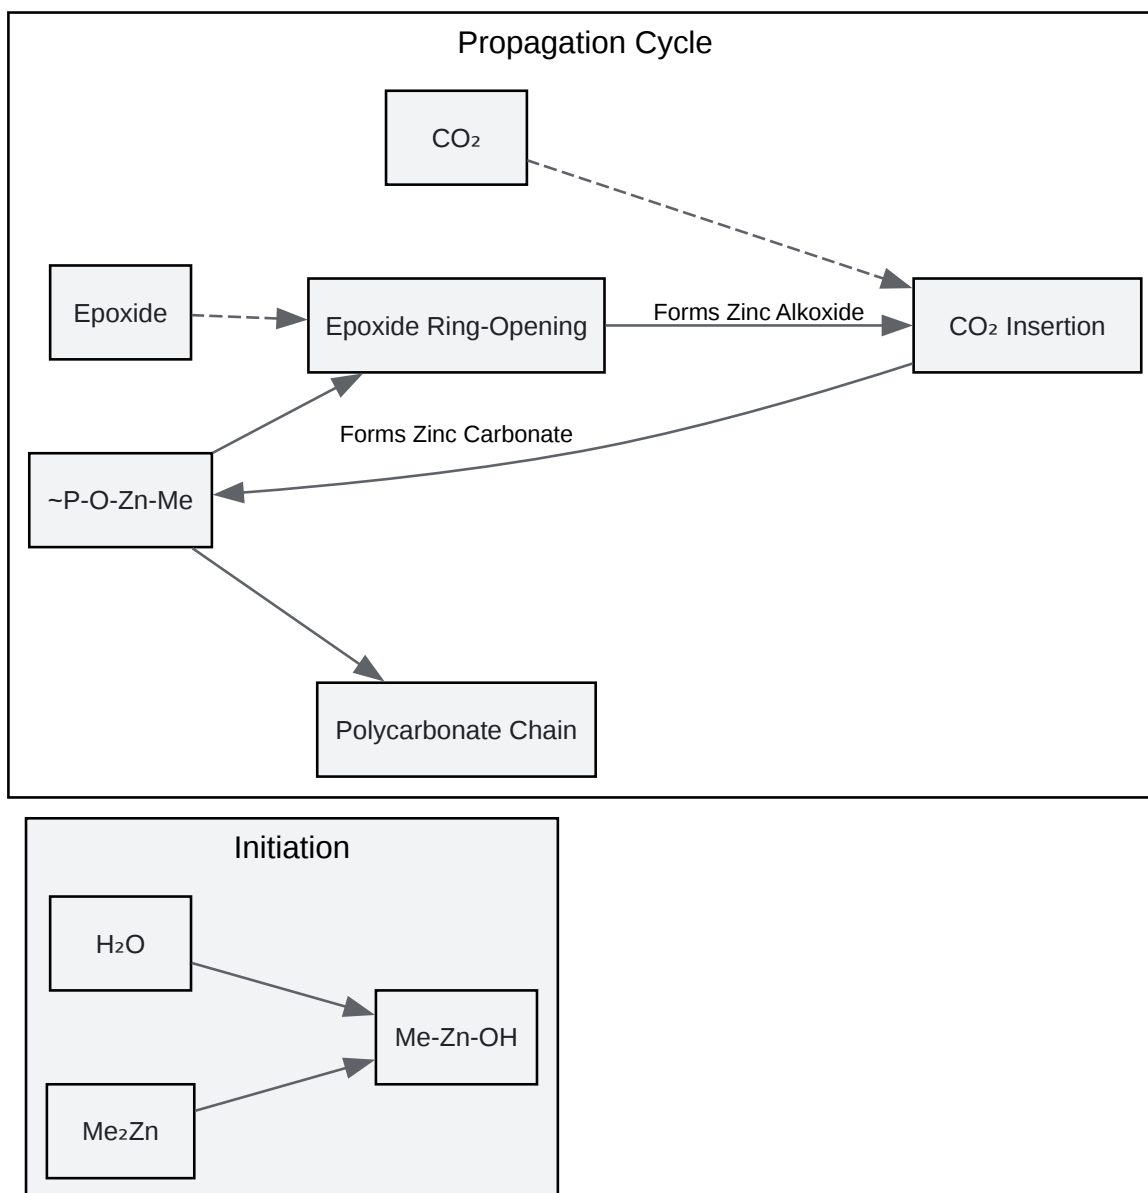 Propagation Cycle
CO₂
Epoxide
Epoxide Ring-Opening
Forms Zinc Alkoxide
CO₂ Insertion
Forms Zinc Carbonate
~P-O-Zn-Me
Polycarbonate Chain
Initiation
H₂O
Me-Zn-OH
Me₂Zn